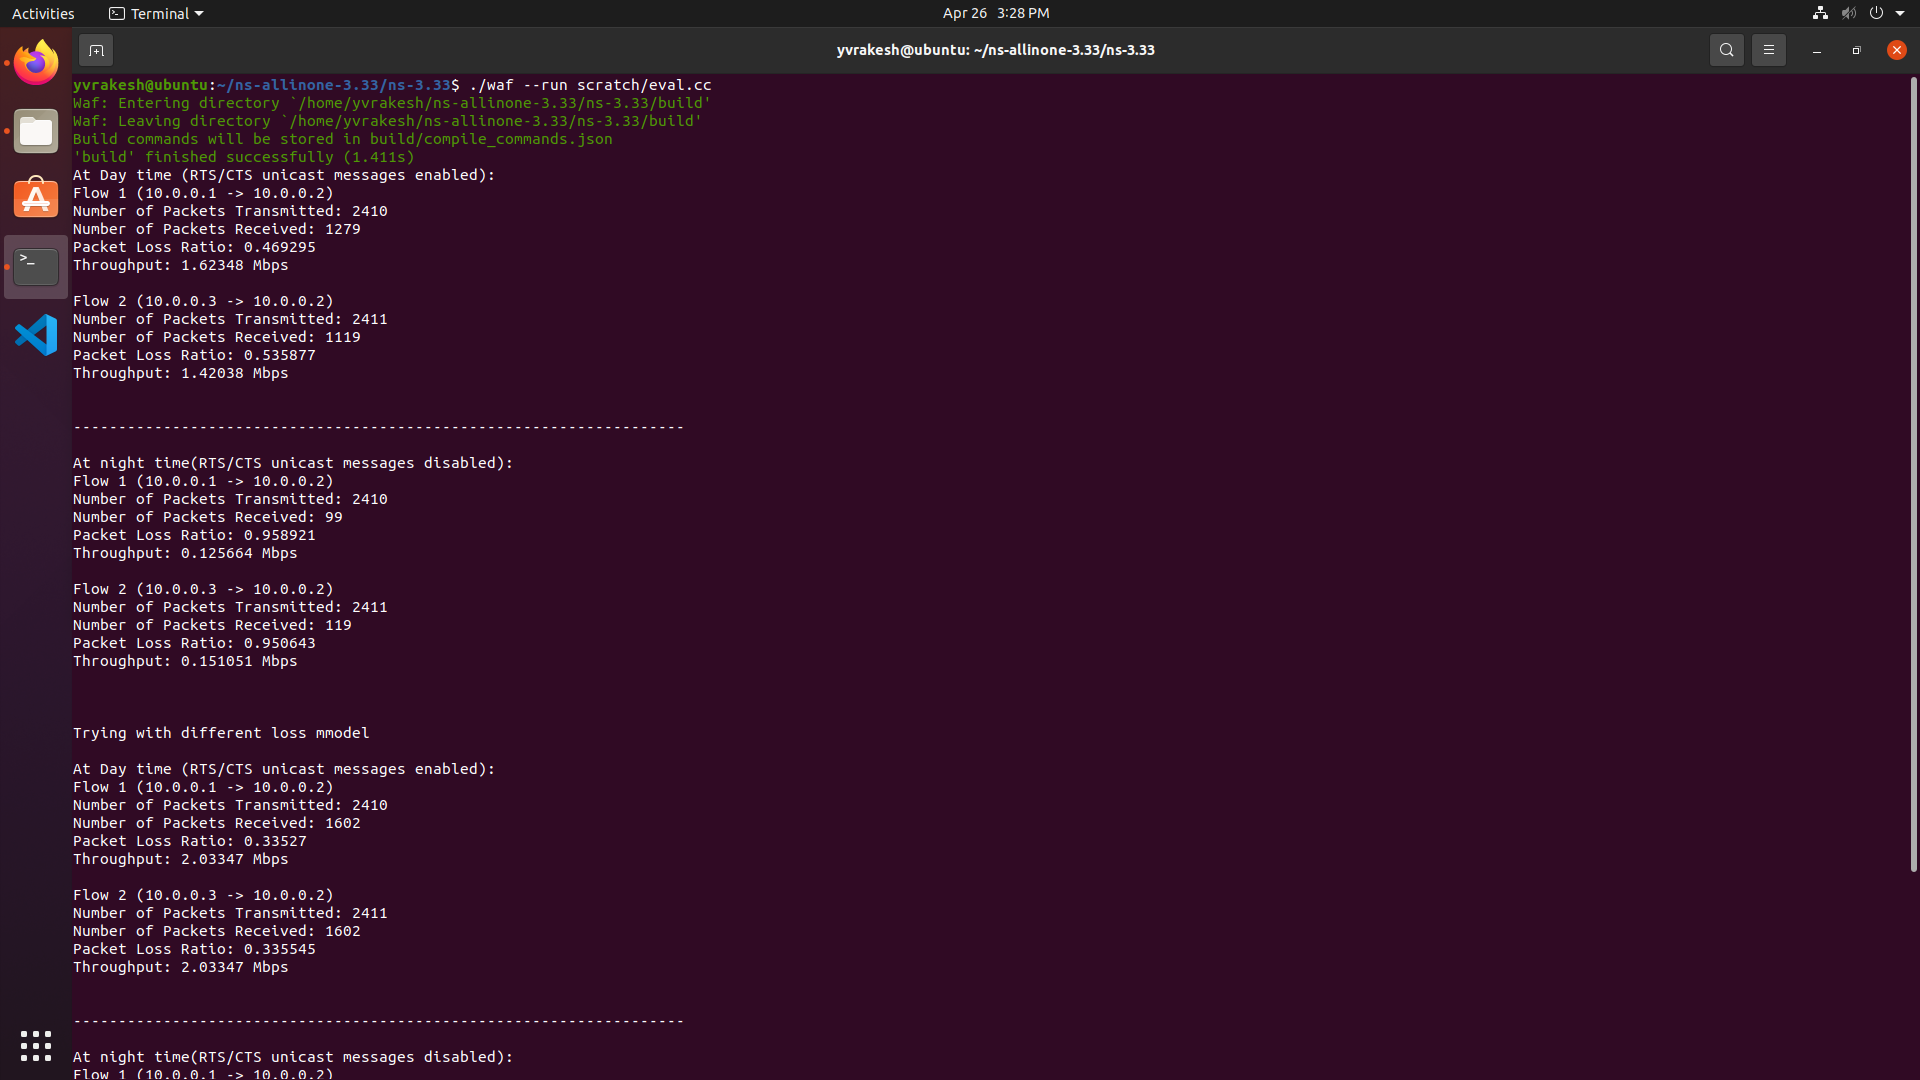 Activities
Terminal
Apr 26 3:28 PM
yvrakesh@ubuntu: ~/ns-allinone-3.33/ns-3.33
yvrakesh@ubuntu:~/ns-allinone-3.33/ns-3.33$ ./waf --run scratch/eval.cc
Waf: Entering directory `/home/yvrakesh/ns-allinone-3.33/ns-3.33/build'
Waf: Leaving directory `/home/yvrakesh/ns-allinone-3.33/ns-3.33/build'
Build commands will be stored in build/compile_commands.json
'build' finished successfully (1.411s)
At Day time (RTS/CTS unicast messages enabled):
Flow 1 (10.0.0.1 -> 10.0.0.2)
Number of Packets Transmitted: 2410
Number of Packets Received: 1279
Packet Loss Ratio: 0.469295
Throughput: 1.62348 Mbps
Flow 2 (10.0.0.3 -> 10.0.0.2)
Number of Packets Transmitted: 2411
Number of Packets Received: 1119
Packet Loss Ratio: 0.535877
Throughput: 1.42038 Mbps
--------------------------------------------------------------------
At night time(RTS/CTS unicast messages disabled):
Flow 1 (10.0.0.1 -> 10.0.0.2)
Number of Packets Transmitted: 2410
Number of Packets Received: 99
Packet Loss Ratio: 0.958921
Throughput: 0.125664 Mbps
Flow 2 (10.0.0.3 -> 10.0.0.2)
Number of Packets Transmitted: 2411
Number of Packets Received: 119
Packet Loss Ratio: 0.950643
Throughput: 0.151051 Mbps
Trying with different loss mmodel
At Day time (RTS/CTS unicast messages enabled):
Flow 1 (10.0.0.1 -> 10.0.0.2)
Number of Packets Transmitted: 2410
Number of Packets Received: 1602
Packet Loss Ratio: 0.33527
Throughput: 2.03347 Mbps
Flow 2 (10.0.0.3 -> 10.0.0.2)
Number of Packets Transmitted: 2411
Number of Packets Received: 1602
Packet Loss Ratio: 0.335545
Throughput: 2.03347 Mbps
--------------------------------------------------------------------
At night time(RTS/CTS unicast messages disabled):
Flow 1 (10.0.0.1 -> 10.0.0.2)